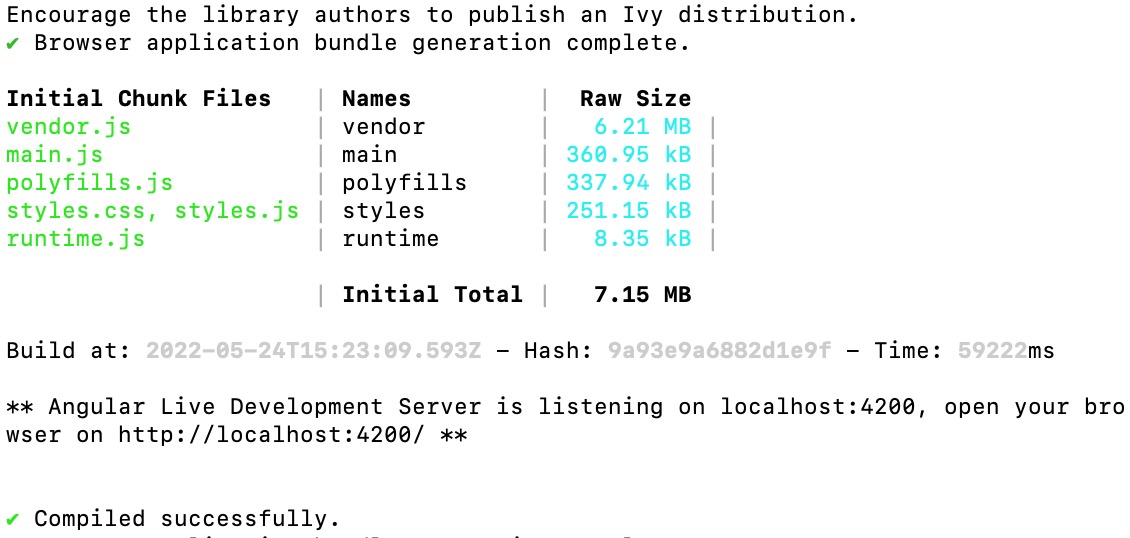 Encourage the library authors to publish an Ivy distribution.
✔ Browser application bundle generation complete.
Initial Chunk Files | Names | Raw Size
vendor.js | vendor | 6.21 MB |
main.js | main | 360.95 kB |
polyfills.js | polyfills | 337.94 kB |
styles.css, styles.js | styles | 251.15 kB |
runtime.js | runtime | 8.35 kB |
| Initial Total | 7.15 MB
Build at: 2022-05-24T15:23:09.593Z - Hash: 9a93e9a6882d1e9f - Time: 59222ms
** Angular Live Development Server is listening on localhost:4200, open your bro
wser on http://localhost:4200/ **
✔ Compiled successfully.